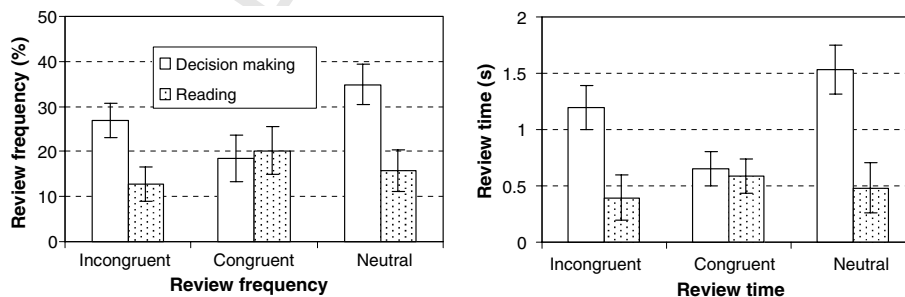 Review frequency (%)
50
40
30
20
10
0
Decision making
Reading
Incongruent Congruent Neutral
Review frequency
Review time (s)
2
1.5
1
0.5
0
Incongruent Congruent Neutral
Review time